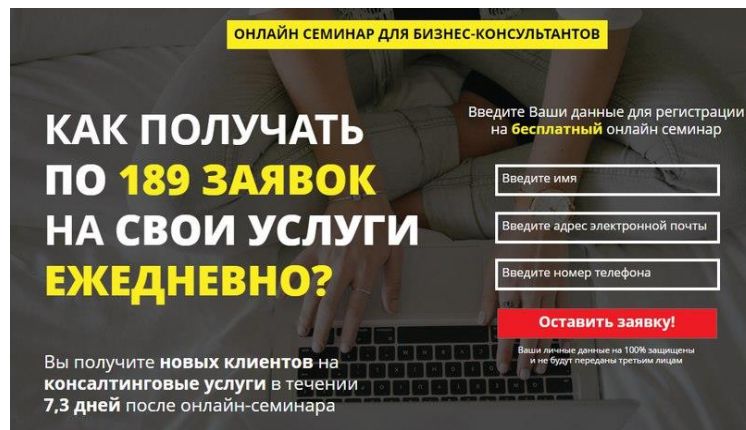 ОНЛАЙН СЕМИНАР ДЛЯ БИЗНЕС-КОНСУЛЬТАНТОВ
КАК ПОЛУЧАТЬ
ПО 189 ЗАЯВОК
НА СВОИ УСЛУГИ
ЕЖЕДНЕВНО?
Вы получите новых клиентов на
консалтинговые услуги в течении
7,3 дней после онлайн-семинара
Введите Ваши данные для регистрации
на бесплатный онлайн семинар
Введите имя
Введите адрес электронной почты
Введите номер телефона
Оставить заявку!
Ваши личные данные на 100% защищены
и не будут переданы третьим лицам